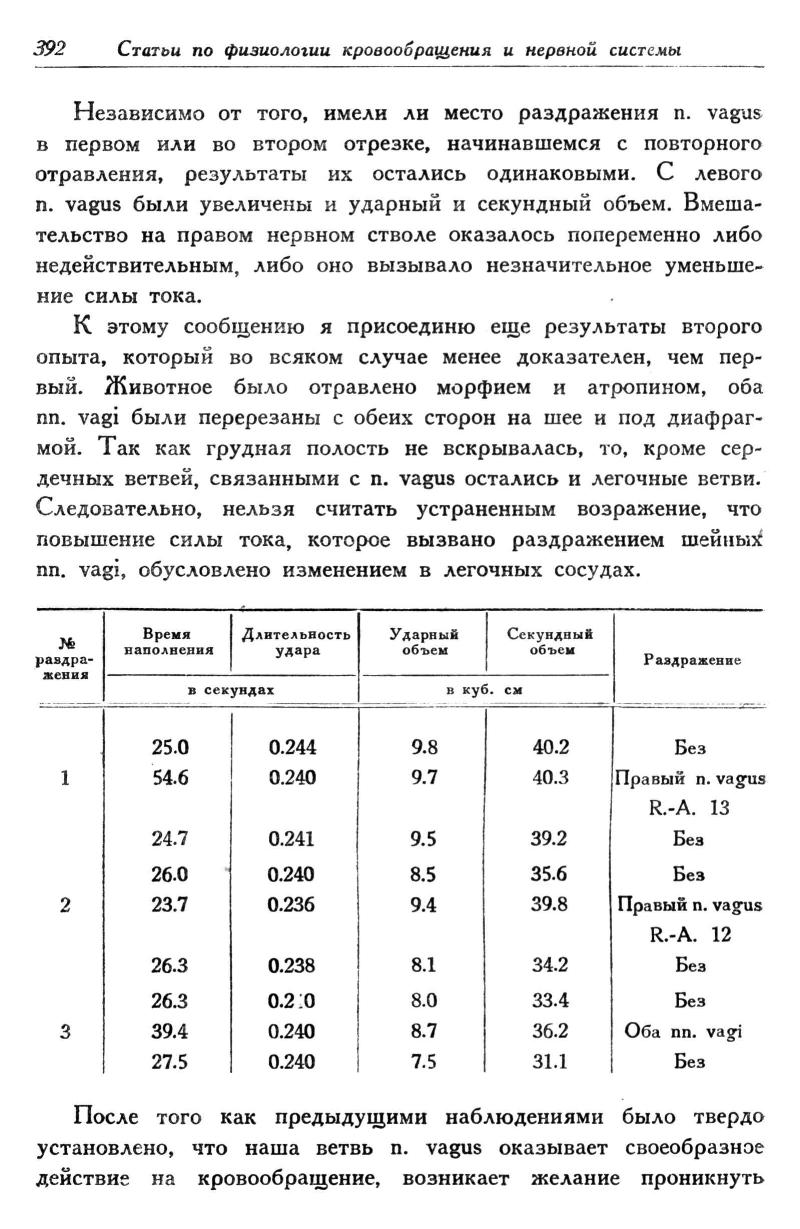 392 Статьи по физиологии кровообращения и нервной системы
Независимо от того, имели ли место раздражения n. vagus
в первом или во втором отрезке, начинавшемся с повторного
отравления, результаты их остались одинаковыми. С левого
n. vagus были увеличены и ударный и секундный объем. Вмеша-
тельство на правом нервном стволе оказалось попеременно либо
недействительным, либо оно вызывало незначительное уменьше-
ние силы тока.
К этому сообщению я присоединю еще результаты второго
опыта, который во всяком случае менее доказателен, чем пер-
вый. Животное было отравлено морфием и атропином, оба
nn. vagi были перерезаны с обеих сторон на шее и под диафраг-
мой. Так как грудная полость не вскрывалась, то, кроме сер-
дечных ветвей, связанными с n. vagus остались и легочные ветви.
Следовательно, нельзя считать устраненным возражение, что
повышение силы тока, которое вызвано раздражением шейных
nn. vagi, обусловлено изменением в легочных сосудах.
№ раздра-жения Время наполнения Длительность удара Ударный объем Секундный объем Раздражение
в секундах в куб. см
25.0 0.244 9.8 40.2 Без
1 54.6 0.240 9.7 40.3 Правый n. vagus
R.-A. 13
24.7 0.241 9.5 39.2 Без
26.0 0.240 8.5 35.6 Без
2 23.7 0.236 9.4 39.8 Правый n. vagus
R.-A. 12
26.3 0.238 8.1 34.2 Без
26.3 8.0 33.4 Без
3 39.4 0.240 8.7 36.2 Оба nn. vagi
27.5 0.240 7.5 31.1 Без
После того как предыдущими наблюдениями было твердо
установлено, что наша ветвь n. vagus оказывает своеобразное
действие на кровообращение, возникает желание проникнуть